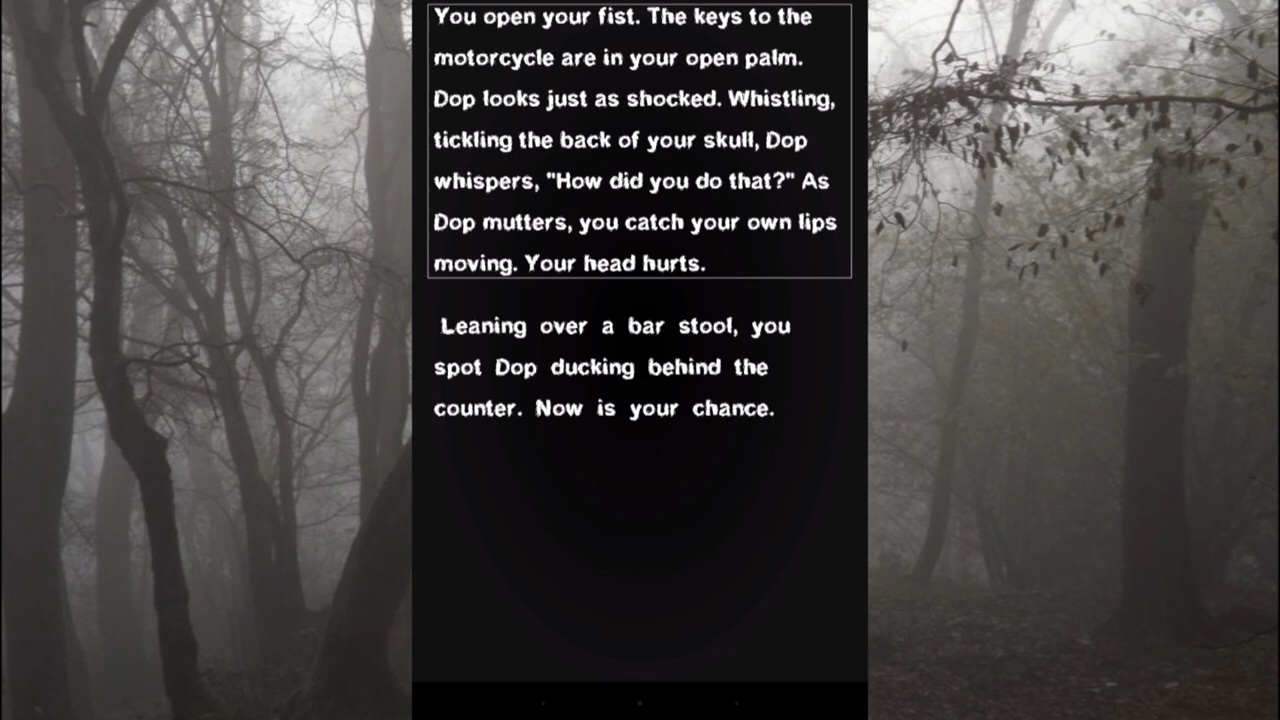 You open your fist. The keys to the
motorcycle are in your open palm.
Dop looks just as shocked. Whistling,
tickling the back of your skull, Dop
whispers, "How did you do that?" As
Dop mutters, you catch your own lips
moving. Your head hurts.
Leaning over a bar stool, you
spot Dop ducking behind the
counter. Now is your chance.